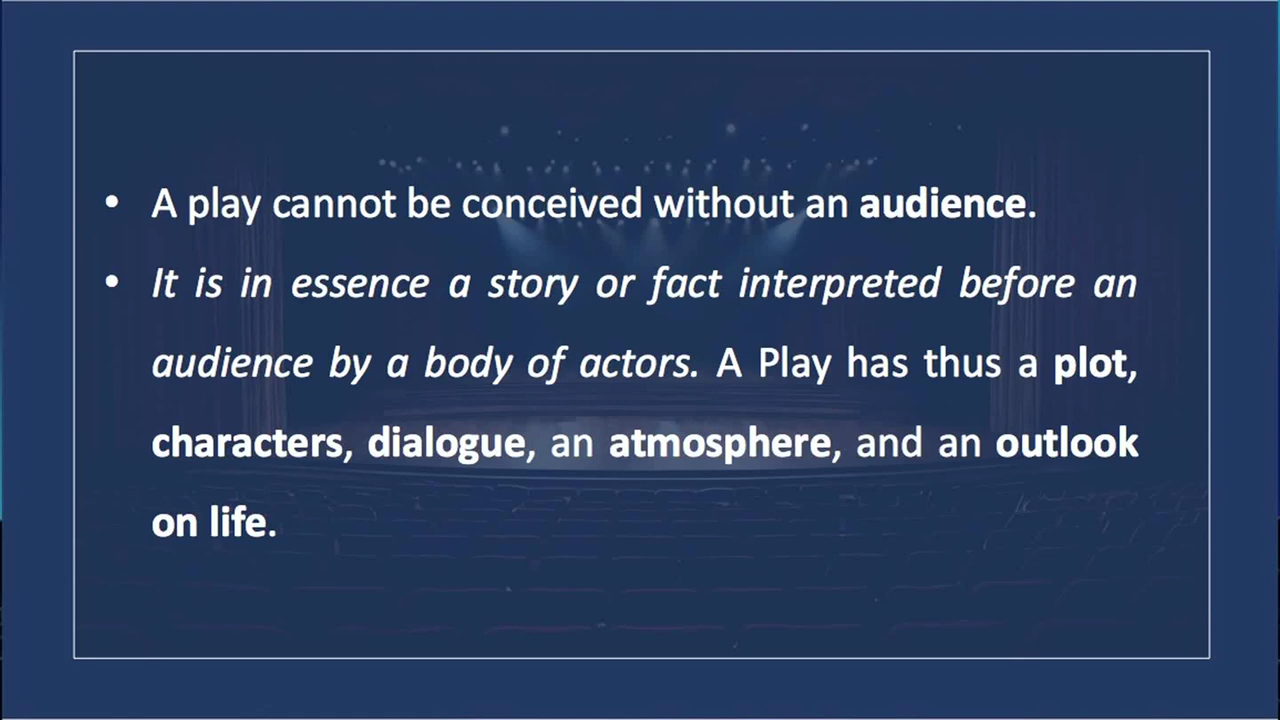 • A play cannot be conceived without an audience.
• It is in essence a story or fact interpreted before an
audience by a body of actors. A Play has thus a plot,
characters, dialogue, an atmosphere, and an outlook
on life.